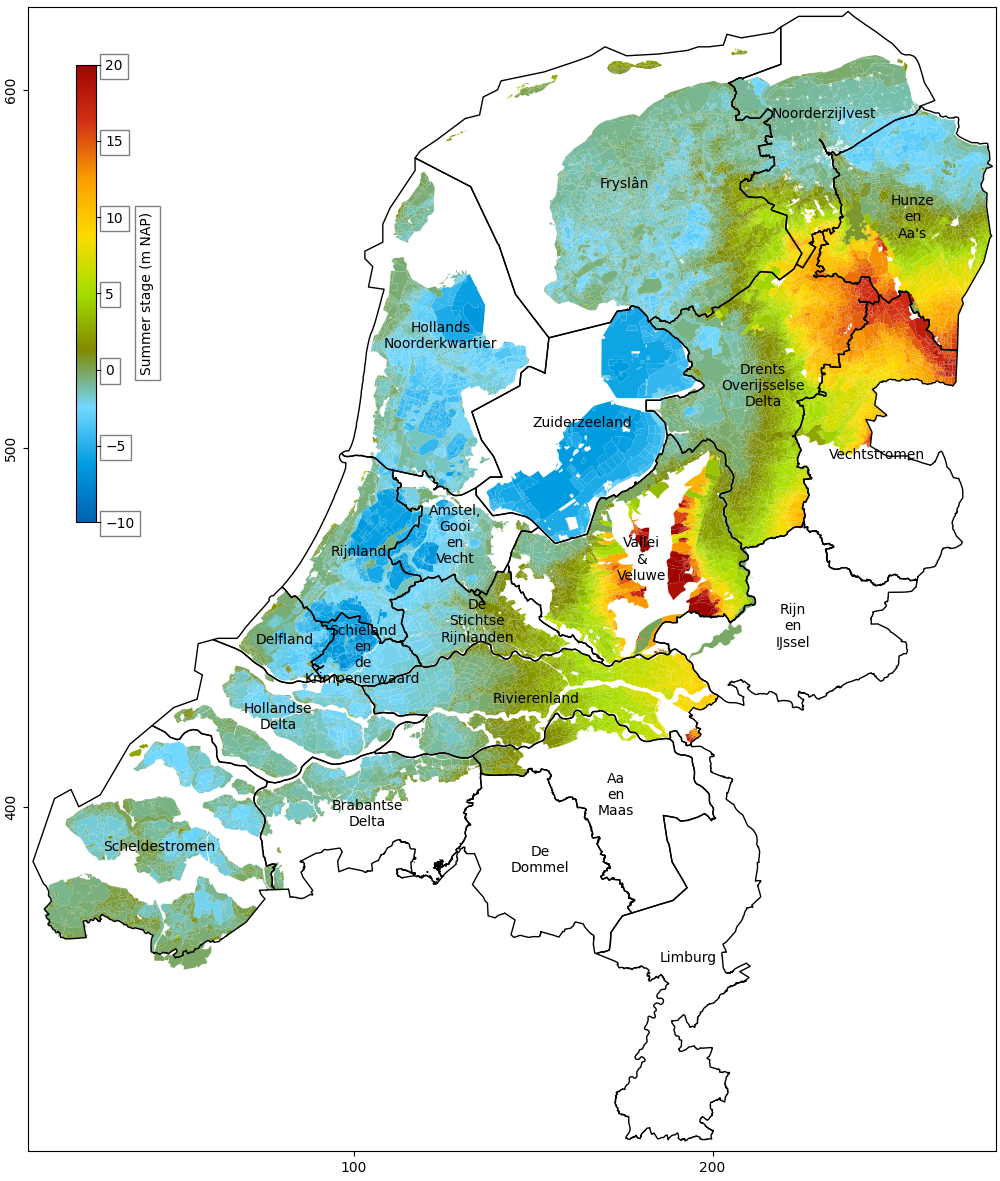 20
15
10
5
0
−5
−10
Summer stage (m NAP)
600
500
400
100
200
Noorderzijlvest
Fryslân
Hunze
en
Aa's
Hollands
Noorderkwartier
Drents
Overijsselse
Delta
Zuiderzeeland
Vechtstromen
Amstel,
Gooi
en
Vecht
Rijnland
Vallei
&
Veluwe
De
Stichtse
Rijnlanden
Rijn
en
IJssel
Delfland
Schieland
en
de
Krimpenerwaard
Rivierenland
Hollandse
Delta
Aa
en
Maas
Brabantse
Delta
Scheldestromen
De
Dommel
Limburg